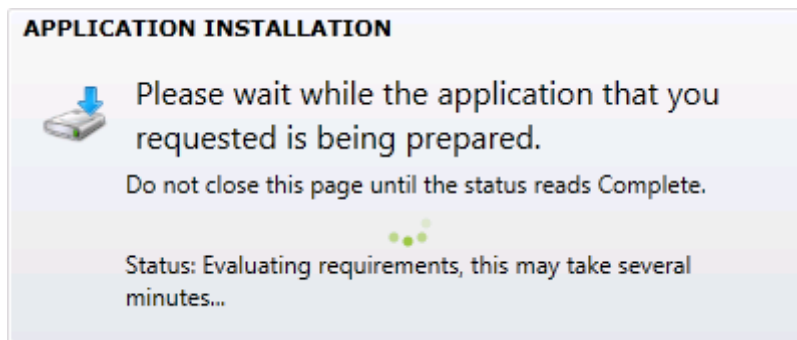 APPLICATION INSTALLATION
Please wait while the application that you
requested is being prepared.
Do not close this page until the status reads Complete.
Status: Evaluating requirements, this may take several
minutes...